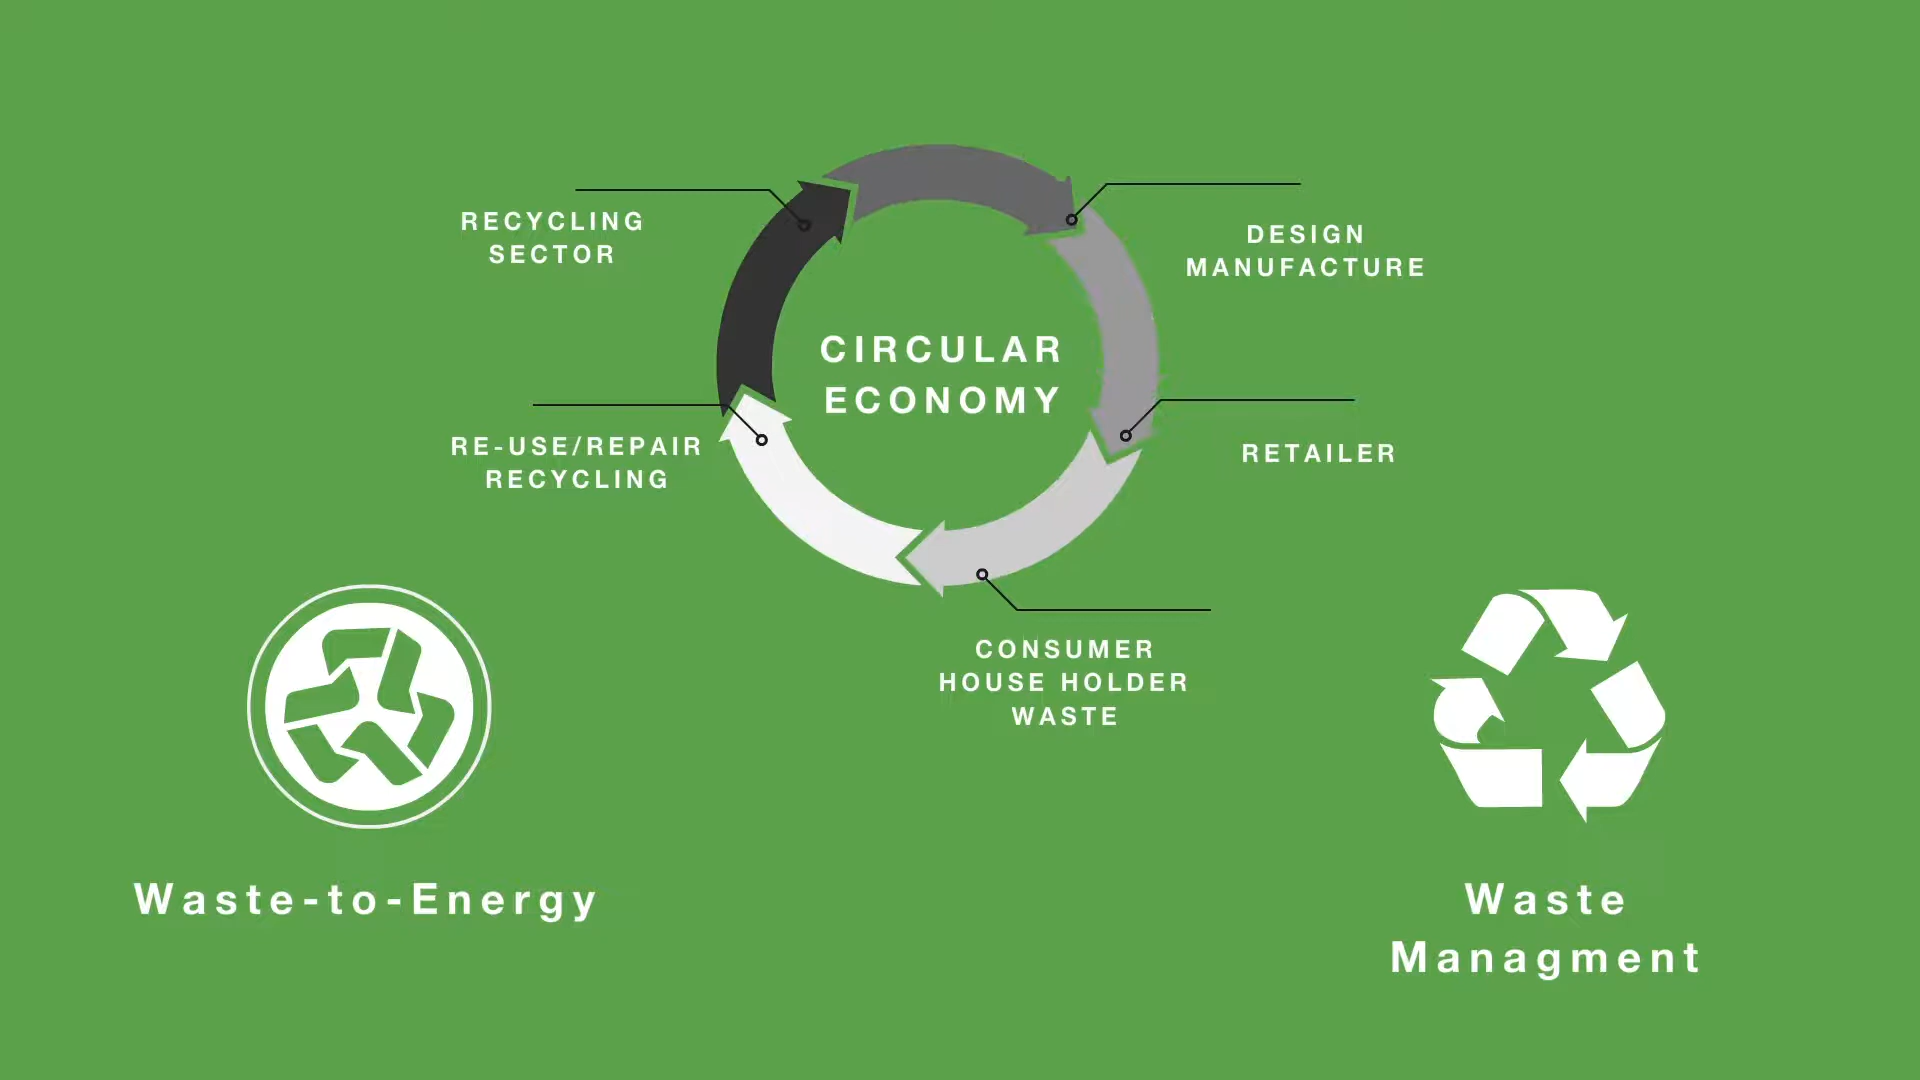 RECYCLING
SECTOR
DESIGN
MANUFACTURE
CIRCULAR
ECONOMY
RE-USE/REPAIR
RECYCLING
RETAILER
CONSUMER
HOUSE HOLDER
WASTE
Waste-to-Energy
Waste
Managment